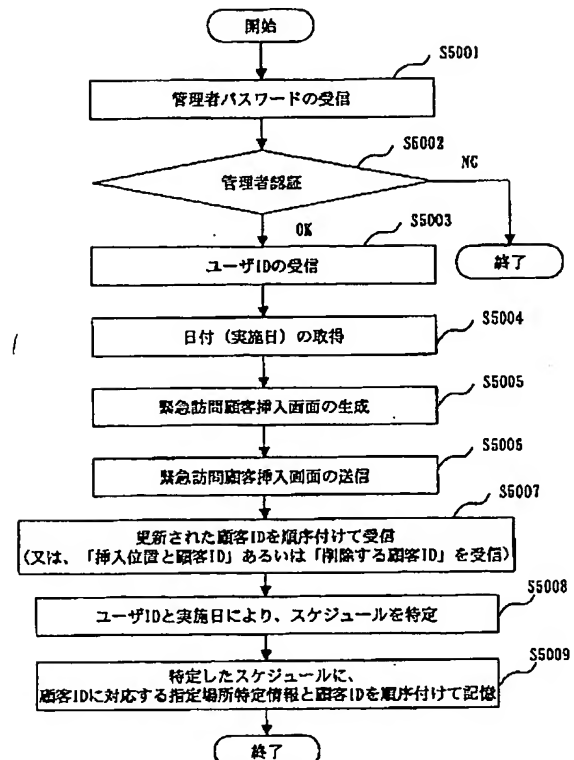 開始
S5001
管理者パスワードの受信
S5002
管理者認証
NG
OK
S5003
ユーザIDの受信
終了
S5004
日付（実施日）の取得
S5005
緊急訪問顧客挿入画面の生成
S5006
緊急訪問顧客挿入画面の送信
S5007
更新された顧客IDを順序付けて受信
（又は、「挿入位置と顧客ID」あるいは「削除する顧客ID」を受信）
S5008
ユーザIDと実施日により、スケジュールを特定
S5009
特定したスケジュールに、
顧客IDに対応する指定場所特定情報と顧客IDを順序付けて記憶
終了